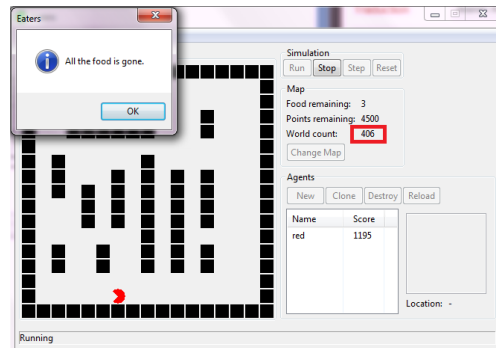 Eaters
All the food is gone.
OK
Simulation
Run Stop Step Reset
Map
Food remaining: 3
Points remaining: 4500
World count: 406
Change Map
Agents
New Clone Destroy Reload
Name Score
red 1195
Location: -
Running